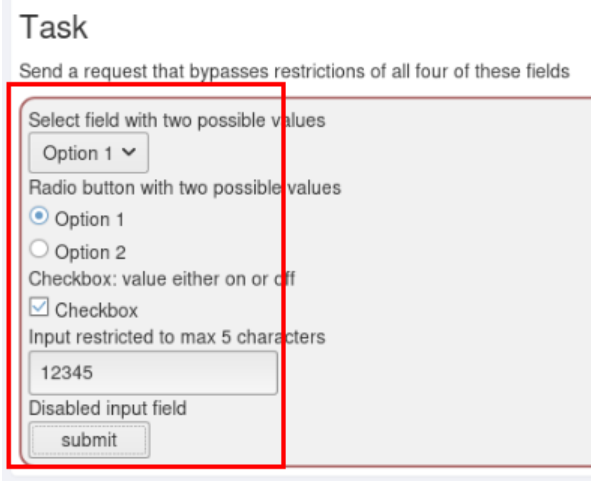 Task
Send a request that bypasses restrictions of all four of these fields
Select field with two possible values
Option 1
Radio button with two possible values
Option 1
Option 2
Checkbox: value either on or off
Checkbox
Input restricted to max 5 characters
12345
Disabled input field
submit